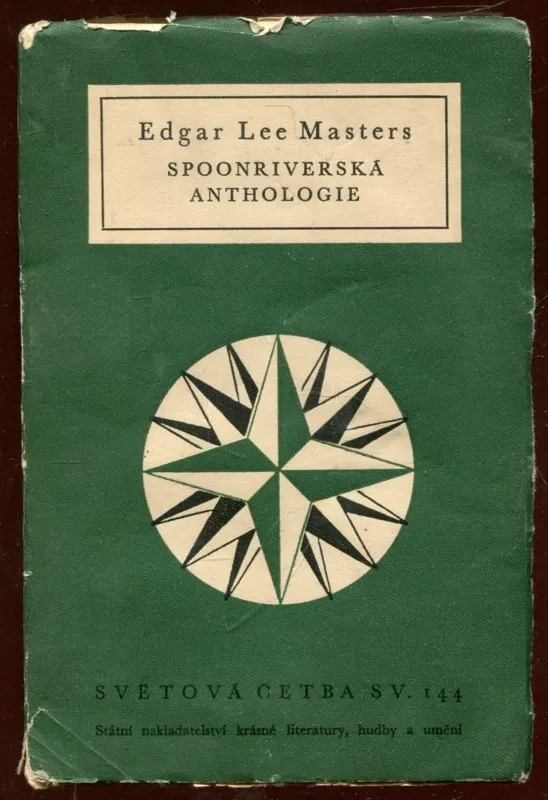 Edgar Lee Masters
SPOONRIVERSKÁ
ANTHOLOGIE
SVĚTOVÁ ČETBA SV. 144
Státní nakladatelství krásné literatury, hudby a umění